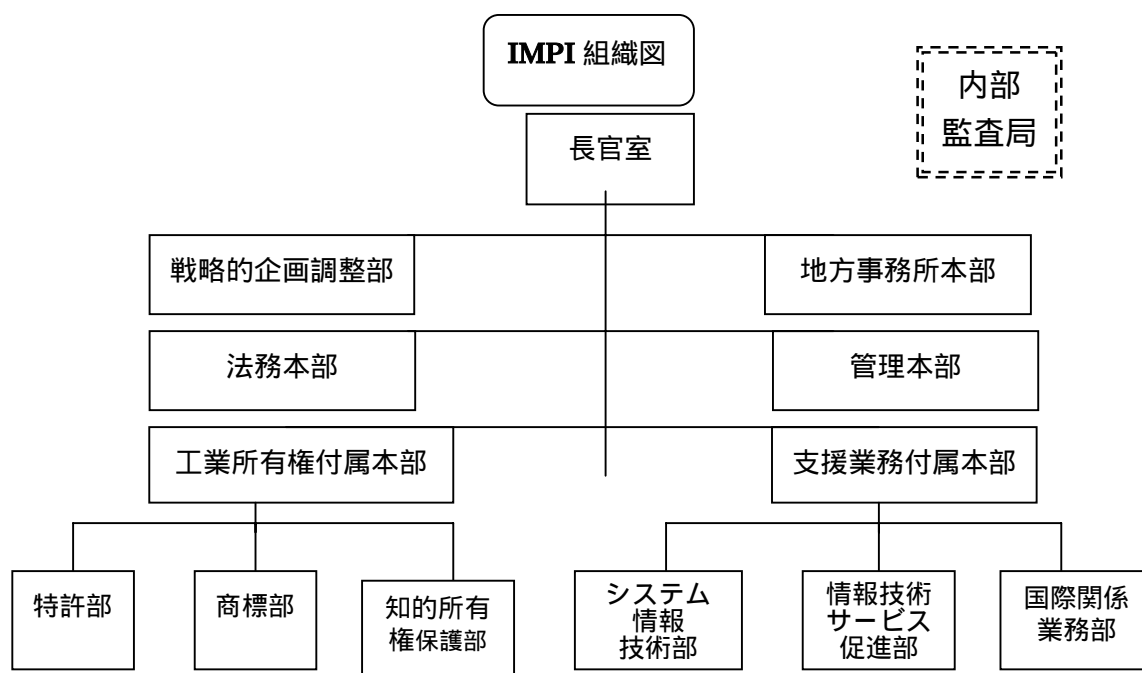 IMPI 組織図
内部
監査局
長官室
戦略的企画調整部
地方事務所本部
法務本部
管理本部
工業所有権付属本部
支援業務付属本部
特許部
商標部
知的所有
権保護部
システム
情報
技術部
情報技術
サービス
促進部
国際関係
業務部